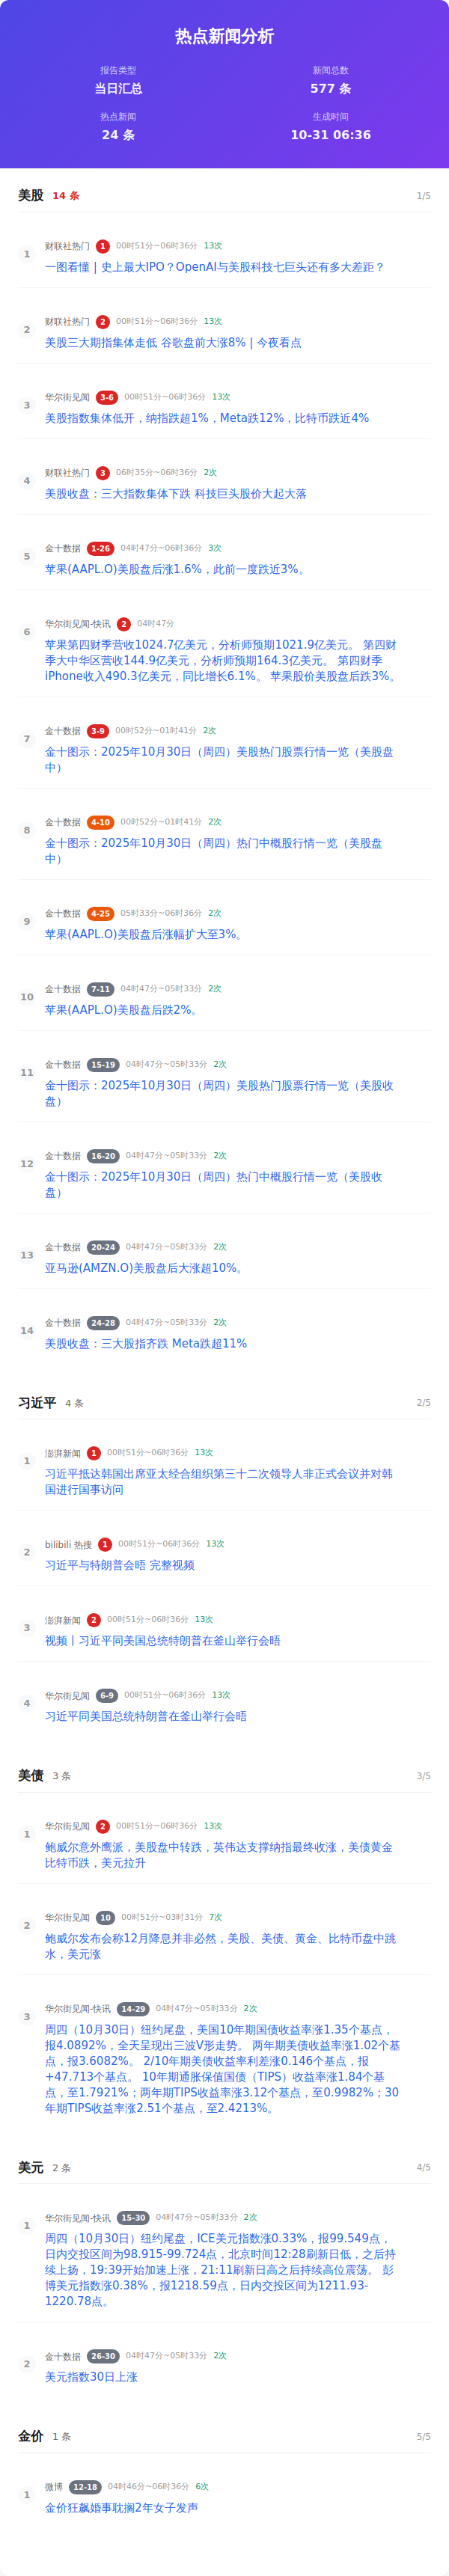 热点新闻分析
报告类型
当日汇总
新闻总数
577 条
热点新闻
24 条
生成时间
10-31 06:36
美股 14 条 1/5
1 财联社热门 1 00时51分~06时36分 13次
一图看懂 | 史上最大IPO？OpenAI与美股科技七巨头还有多大差距？
2 财联社热门 2 00时51分~06时36分 13次
美股三大期指集体走低 谷歌盘前大涨8% | 今夜看点
3 华尔街见闻 3-6 00时51分~06时36分 13次
美股指数集体低开，纳指跌超1%，Meta跌12%，比特币跌近4%
4 财联社热门 3 06时35分~06时36分 2次
美股收盘：三大指数集体下跌 科技巨头股价大起大落
5 金十数据 1-26 04时47分~06时36分 3次
苹果(AAPL.O)美股盘后涨1.6%，此前一度跌近3%。
6 华尔街见闻-快讯 2 04时47分
苹果第四财季营收1024.7亿美元，分析师预期1021.9亿美元。 第四财
季大中华区营收144.9亿美元，分析师预期164.3亿美元。 第四财季
iPhone收入490.3亿美元，同比增长6.1%。 苹果股价美股盘后跌3%。
7 金十数据 3-9 00时52分~01时41分 2次
金十图示：2025年10月30日（周四）美股热门股票行情一览（美股盘
中）
8 金十数据 4-10 00时52分~01时41分 2次
金十图示：2025年10月30日（周四）热门中概股行情一览（美股盘
中）
9 金十数据 4-25 05时33分~06时36分 2次
苹果(AAPL.O)美股盘后涨幅扩大至3%。
10 金十数据 7-11 04时47分~05时33分 2次
苹果(AAPL.O)美股盘后跌2%。
11 金十数据 15-19 04时47分~05时33分 2次
金十图示：2025年10月30日（周四）美股热门股票行情一览（美股收
盘）
12 金十数据 16-20 04时47分~05时33分 2次
金十图示：2025年10月30日（周四）热门中概股行情一览（美股收
盘）
13 金十数据 20-24 04时47分~05时33分 2次
亚马逊(AMZN.O)美股盘后大涨超10%。
14 金十数据 24-28 04时47分~05时33分 2次
美股收盘：三大股指齐跌 Meta跌超11%
习近平 4 条 2/5
1 澎湃新闻 1 00时51分~06时36分 13次
习近平抵达韩国出席亚太经合组织第三十二次领导人非正式会议并对韩
国进行国事访问
2 bilibili 热搜 1 00时51分~06时36分 13次
习近平与特朗普会晤 完整视频
3 澎湃新闻 2 00时51分~06时36分 13次
视频丨习近平同美国总统特朗普在釜山举行会晤
4 华尔街见闻 6-9 00时51分~06时36分 13次
习近平同美国总统特朗普在釜山举行会晤
美债 3 条 3/5
1 华尔街见闻 2 00时51分~06时36分 13次
鲍威尔意外鹰派，美股盘中转跌，英伟达支撑纳指最终收涨，美债黄金
比特币跌，美元拉升
2 华尔街见闻 10 00时51分~03时31分 7次
鲍威尔发布会称12月降息并非必然，美股、美债、黄金、比特币盘中跳
水，美元涨
3 华尔街见闻-快讯 14-29 04时47分~05时33分 2次
周四（10月30日）纽约尾盘，美国10年期国债收益率涨1.35个基点，
报4.0892%，全天呈现出三波V形走势。 两年期美债收益率涨1.02个基
点，报3.6082%。 2/10年期美债收益率利差涨0.146个基点，报
+47.713个基点。 10年期通胀保值国债（TIPS）收益率涨1.84个基
点，至1.7921%；两年期TIPS收益率涨3.12个基点，至0.9982%；30
年期TIPS收益率涨2.51个基点，至2.4213%。
美元 2 条 4/5
1 华尔街见闻-快讯 15-30 04时47分~05时33分 2次
周四（10月30日）纽约尾盘，ICE美元指数涨0.33%，报99.549点，
日内交投区间为98.915-99.724点，北京时间12:28刷新日低，之后持
续上扬，19:39开始加速上涨，21:11刷新日高之后持续高位震荡。 彭
博美元指数涨0.38%，报1218.59点，日内交投区间为1211.93-
1220.78点。
2 金十数据 26-30 04时47分~05时33分 2次
美元指数30日上涨
金价 1 条 5/5
1 微博 12-18 04时46分~06时36分 6次
金价狂飙婚事耽搁2年女子发声